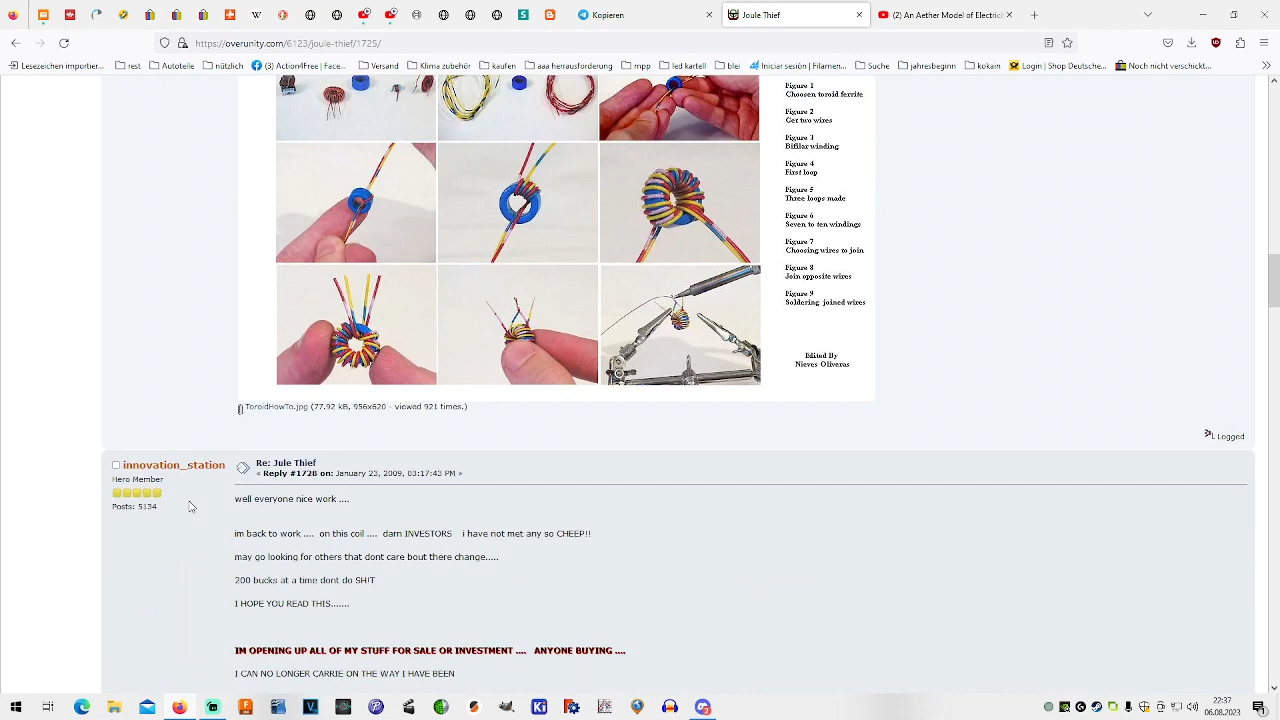 Kopieren
Joule Thief
(2) An Aether Model of Electrici
https://overunity.com/6123/joule-thief/1725/
Lesezeichen importier...
rest
Autoteile
nützlich
(3) Actions4Free | Face...
Versand
Klima zubehör
kaufen
aaa herrausforderung
mpp
led kartell
blei
Iniciar sesión | Filamen...
Suche
jahresbeginn
kokain
Login | Shop Deutsche...
Noch nicht verschickt...
Figure 1
Choosen toroid ferrite
Figure 2
Get two wires
Figure 3
Bifilar winding
Figure 4
First loop
Figure 5
Three loops made
Figure 6
Seven to ten windings
Figure 7
Choosing wires to join
Figure 8
Join opposite wires
Figure 9
Soldering joined wires
Edited By
Nieves Oliveras
ToroidHowTo.jpg (77.92 kB, 956x620 - viewed 921 times.)
Logged
innovation_station
Hero Member
Posts: 5134
Re: Jule Thief
« Reply #1728 on: January 23, 2009, 03:17:43 PM »
well everyone nice work ....
im back to work .... on this coil .... darn INVESTORS i have not met any so CHEEP!!
may go looking for others that dont care bout there change.....
200 bucks at a time dont do SH!T
I HOPE YOU READ THIS.......
IM OPENING UP ALL OF MY STUFF FOR SALE OR INVESTMENT .... ANYONE BUYING ....
I CAN NO LONGER CARRIE ON THE WAY I HAVE BEEN
22:37
06.08.2023